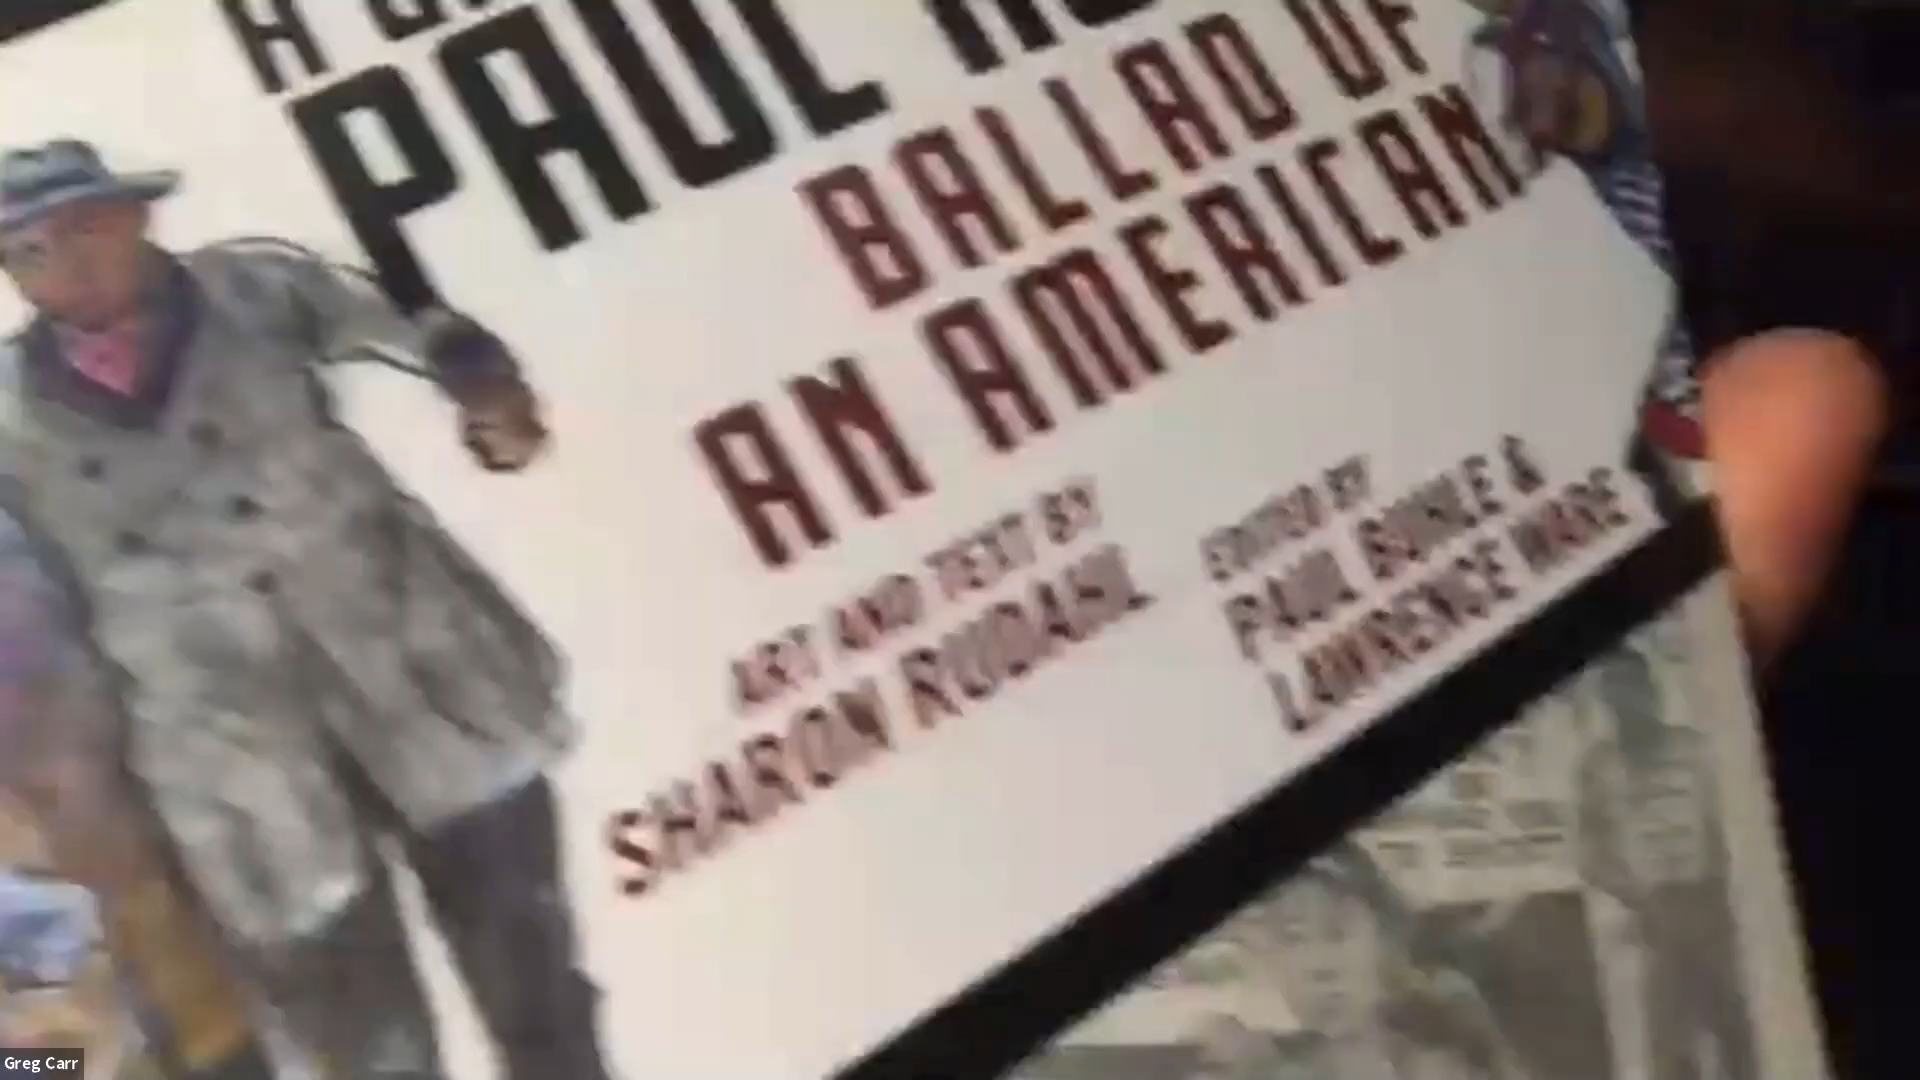 PAUL
BALLAD OF
AN AMERICAN
ART AND TEXT BY
SHARON RUDAHL
EDITED BY
PAUL BUHLE &
LAWRENCE WARE
Greg Carr